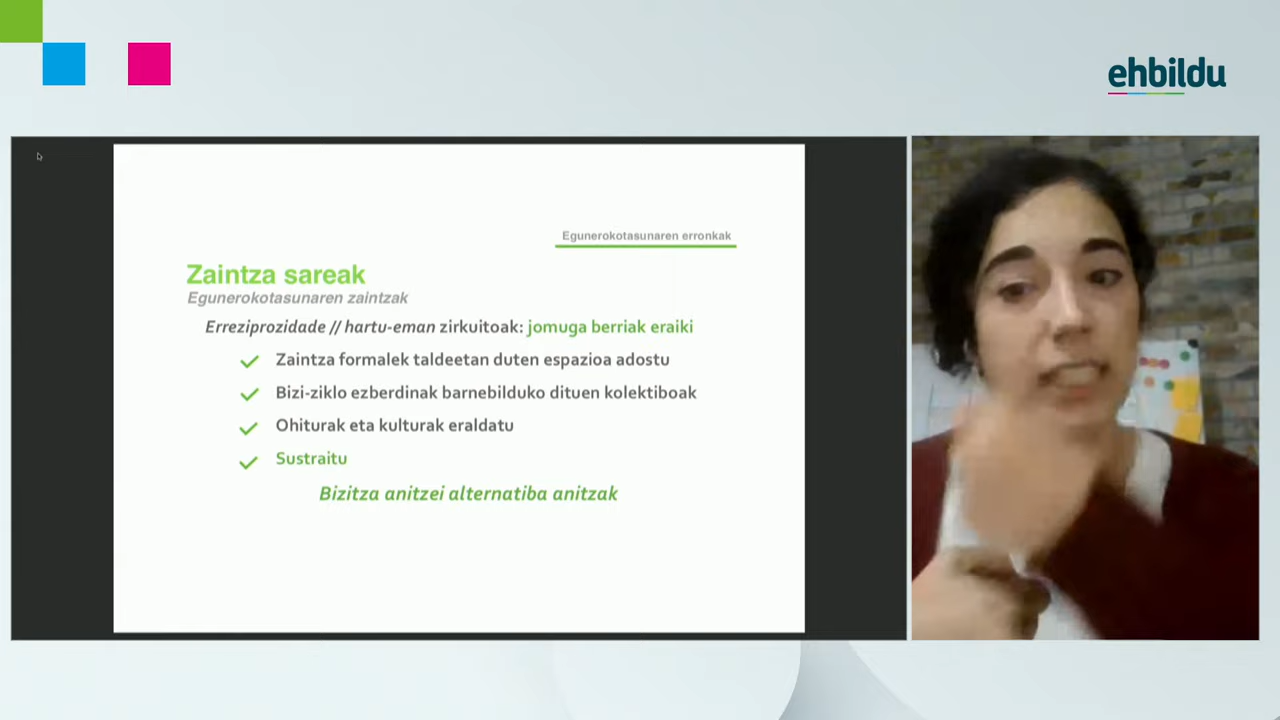 ehbildu
Egunerokotasunaren erronkak
Zaintza sareak
Egunerokotasunaren zaintzak
Erreziprozidade // hartu-eman zirkuitoak: jomuga berriak eraiki
Zaintza formalek taldeetan duten espazioa adostu
Bizi-ziklo ezberdinak barnebilduko dituen kolektiboak
Ohiturak eta kulturak eraldatu
Sustraitu
Bizitza anitzei alternatiba anitzak